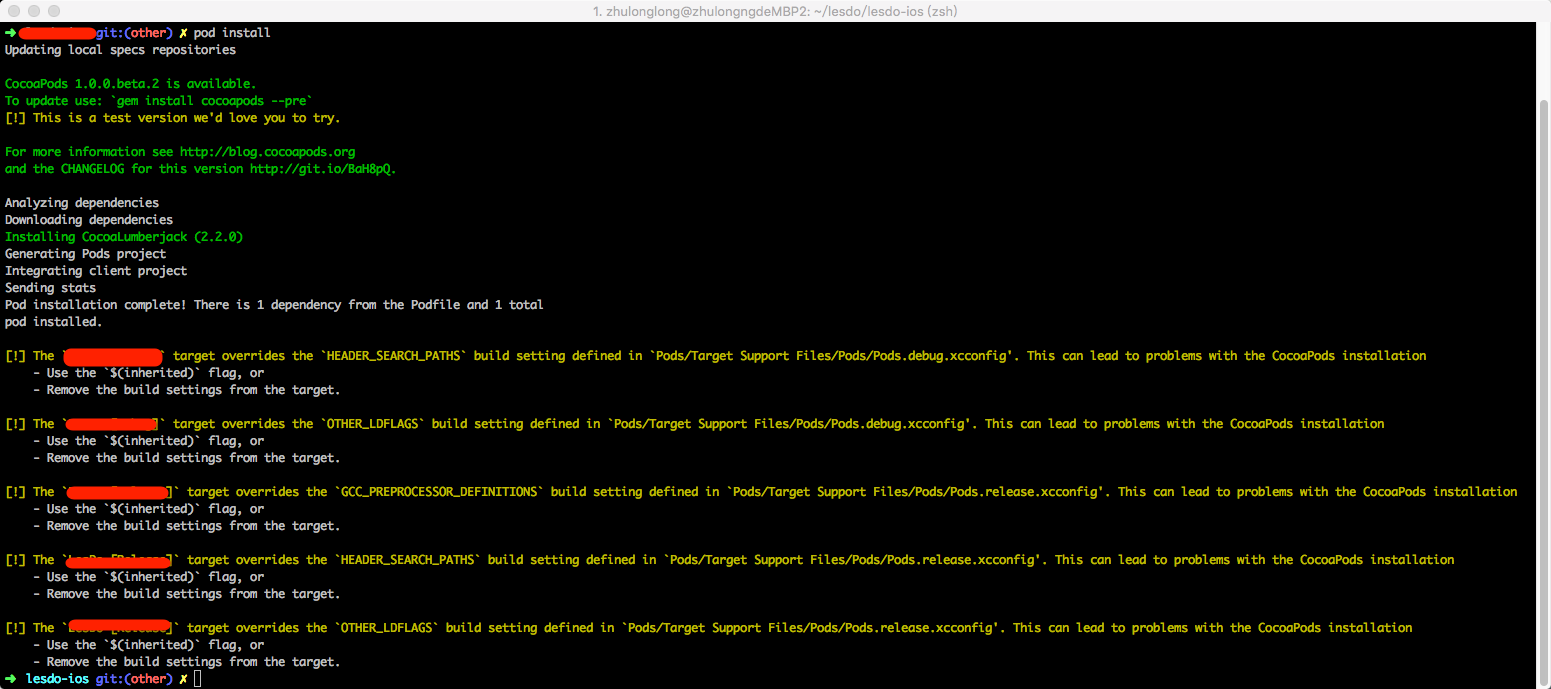 1. zhulonglong@zhulongngdeMBP2: ~/lesdo/lesdo-ios (zsh)
➜ git:(other) ✗ pod install
Updating local specs repositories
CocoaPods 1.0.0.beta.2 is available.
To update use: `gem install cocoapods --pre`
[!] This is a test version we'd love you to try.
For more information see http://blog.cocoapods.org
and the CHANGELOG for this version http://git.io/BaH8pQ.
Analyzing dependencies
Downloading dependencies
Installing CocoaLumberjack (2.2.0)
Generating Pods project
Integrating client project
Sending stats
Pod installation complete! There is 1 dependency from the Podfile and 1 total
pod installed.
[!] The ` ` target overrides the `HEADER_SEARCH_PATHS` build setting defined in `Pods/Target Support Files/Pods/Pods.debug.xcconfig'. This can lead to problems with the CocoaPods installation
- Use the `$(inherited)` flag, or
- Remove the build settings from the target.
[!] The ` ]` target overrides the `OTHER_LDFLAGS` build setting defined in `Pods/Target Support Files/Pods/Pods.debug.xcconfig'. This can lead to problems with the CocoaPods installation
- Use the `$(inherited)` flag, or
- Remove the build settings from the target.
[!] The ` ]` target overrides the `GCC_PREPROCESSOR_DEFINITIONS` build setting defined in `Pods/Target Support Files/Pods/Pods.release.xcconfig'. This can lead to problems with the CocoaPods installation
- Use the `$(inherited)` flag, or
- Remove the build settings from the target.
[!] The ` ]` target overrides the `HEADER_SEARCH_PATHS` build setting defined in `Pods/Target Support Files/Pods/Pods.release.xcconfig'. This can lead to problems with the CocoaPods installation
- Use the `$(inherited)` flag, or
- Remove the build settings from the target.
[!] The ` ]` target overrides the `OTHER_LDFLAGS` build setting defined in `Pods/Target Support Files/Pods/Pods.release.xcconfig'. This can lead to problems with the CocoaPods installation
- Use the `$(inherited)` flag, or
- Remove the build settings from the target.
➜ lesdo-ios git:(other) ✗